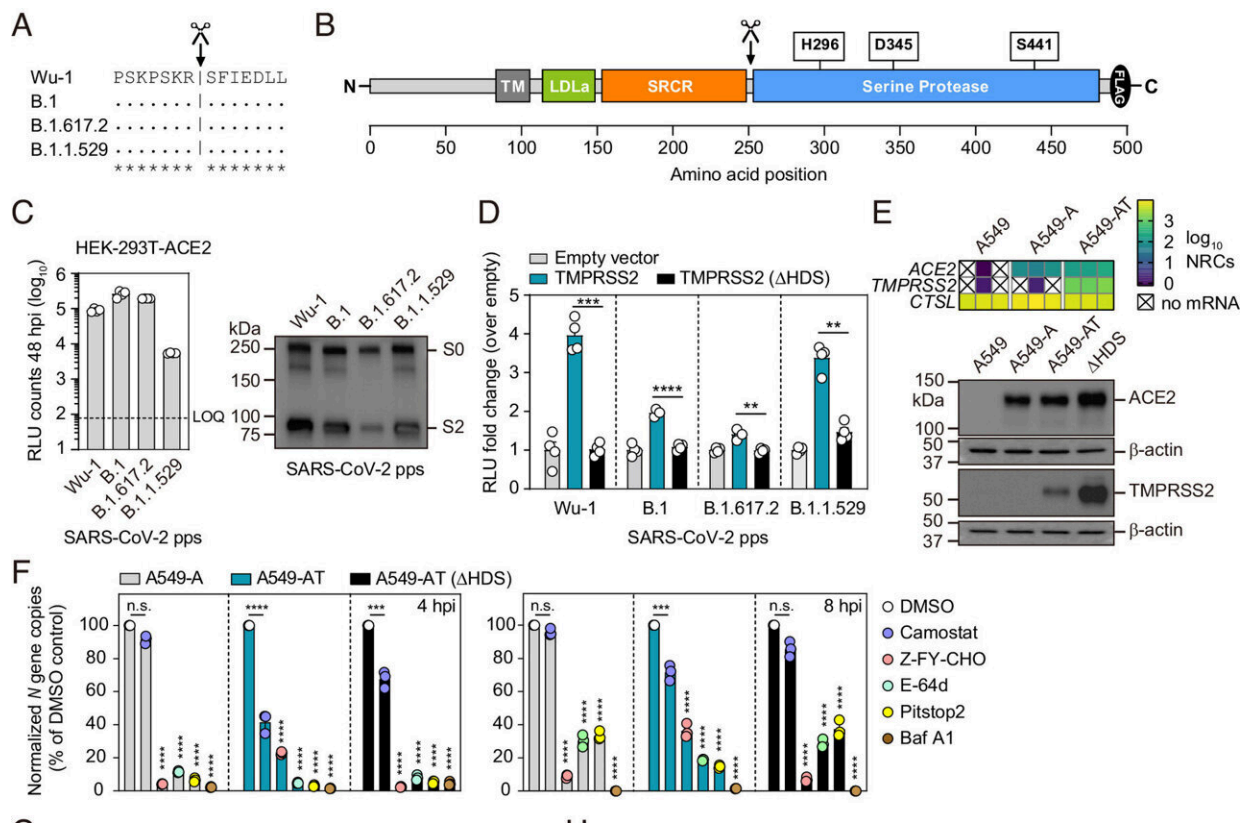 A
Wu-1 PSKPSKR|SFIEDLL
B.1 .......|.......
B.1.617.2 .......|.......
B.1.1.529 .......|.......
******* *******
B
H296 D345 S441
N TM LDLa SRCR Serine Protease FLAG C
0 50 100 150 200 250 300 350 400 450 500
Amino acid position
C
HEK-293T-ACE2
RLU counts 48 hpi (log10)
6
5
4
3
2
1
LOQ
Wu-1 B.1 B.1.617.2 B.1.1.529
SARS-CoV-2 pps
Wu-1 B.1 B.1.617.2 B.1.1.529
kDa
250
150
100
75
S0
S2
SARS-CoV-2 pps
D
Empty vector
TMPRSS2 TMPRSS2 (ΔHDS)
RLU fold change (over empty)
5
4
3
2
1
0
*** **** ** **
Wu-1 B.1 B.1.617.2 B.1.1.529
SARS-CoV-2 pps
E
A549 A549-A A549-AT
ACE2
TMPRSS2
CTSL
3
2
1
0
log10
NRCs
no mRNA
A549 A549-A A549-AT ΔHDS
150
kDa
100
ACE2
50
37
β-actin
50
TMPRSS2
50
37
β-actin
F
A549-A A549-AT A549-AT (ΔHDS)
Normalized N gene copies
(% of DMSO control)
100
80
60
40
20
0
n.s. **** *** 4 hpi
**** **** **** ****
**** **** **** ****
**** **** **** ****
100
80
60
40
20
0
n.s. *** n.s. 8 hpi
**** **** **** ****
**** **** **** ****
**** **** **** ****
DMSO
Camostat
Z-FY-CHO
E-64d
Pitstop2
Baf A1